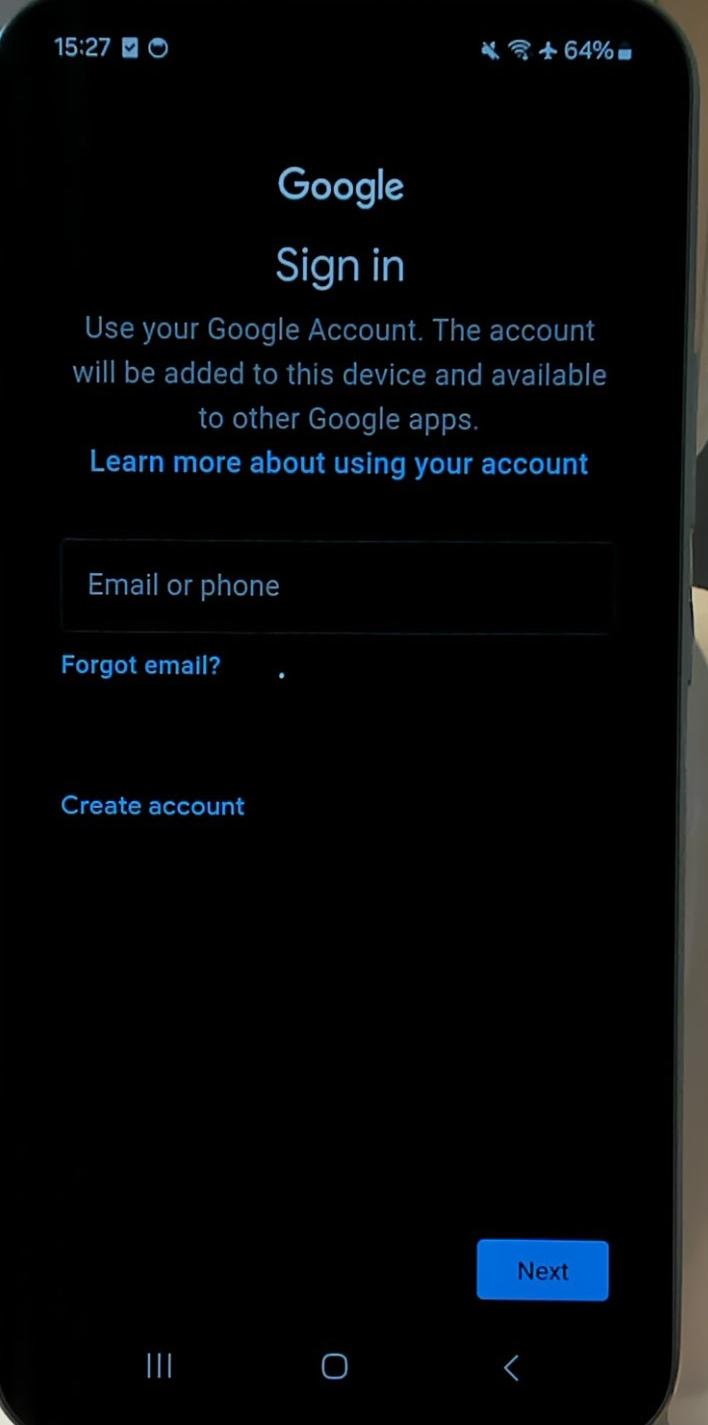 15:27
64%
Google
Sign in
Use your Google Account. The account
will be added to this device and available
to other Google apps.
Learn more about using your account
Email or phone
Forgot email?
Create account
Next